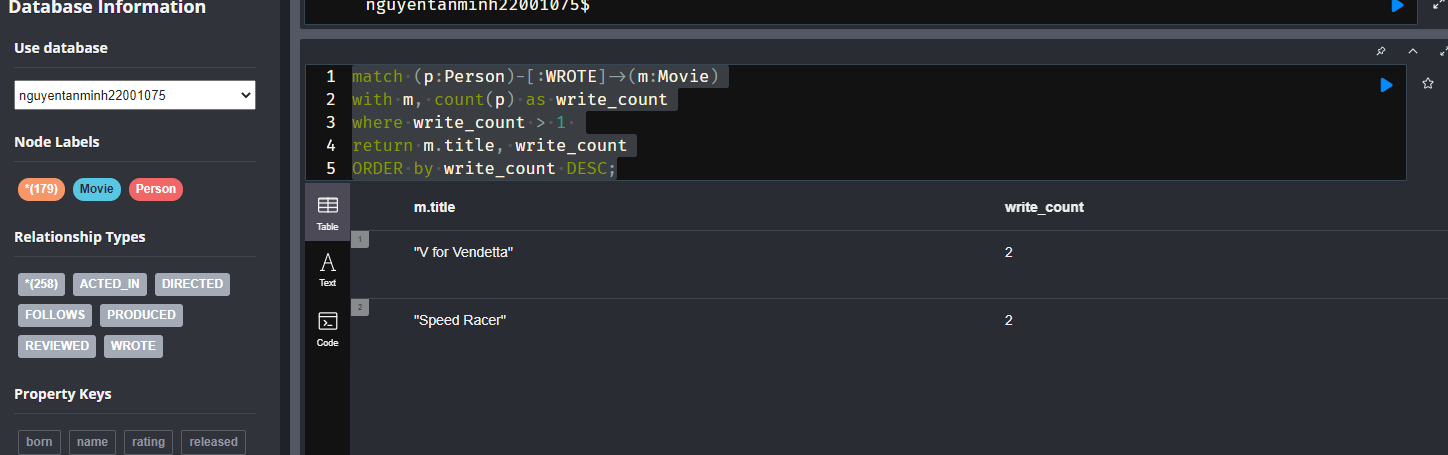 Database Information
Use database
nguyentanminh22001075
Node Labels
*(179) Movie Person
Relationship Types
*(258) ACTED_IN DIRECTED
FOLLOWS PRODUCED
REVIEWED WROTE
Property Keys
born name rating released
nguyentanminh22001075$
1 match (p:Person)-[:WROTE]->(m:Movie)
2 with m, count(p) as write_count
3 where write_count > 1
4 return m.title, write_count
5 ORDER by write_count DESC;
Table
Text
Code
m.title write_count
1
"V for Vendetta" 2
2
"Speed Racer" 2